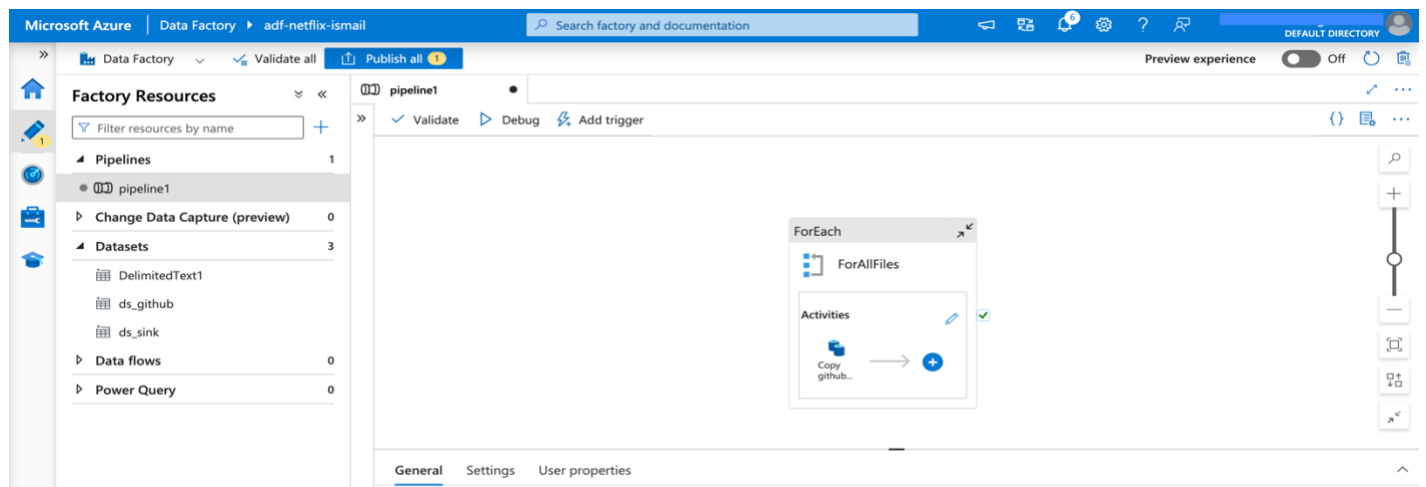 Microsoft Azure | Data Factory ▸ adf-netflix-ismail
Search factory and documentation
6
DEFAULT DIRECTORY
Data Factory
Validate all
Publish all 1
Preview experience
Off
1
Factory Resources
Filter resources by name
Pipelines 1
pipeline1
Change Data Capture (preview) 0
Datasets 3
DelimitedText1
ds_github
ds_sink
Data flows 0
Power Query 0
pipeline1
Validate
Debug
Add trigger
ForEach
ForAllFiles
Activities
Copy
github...
General
Settings
User properties